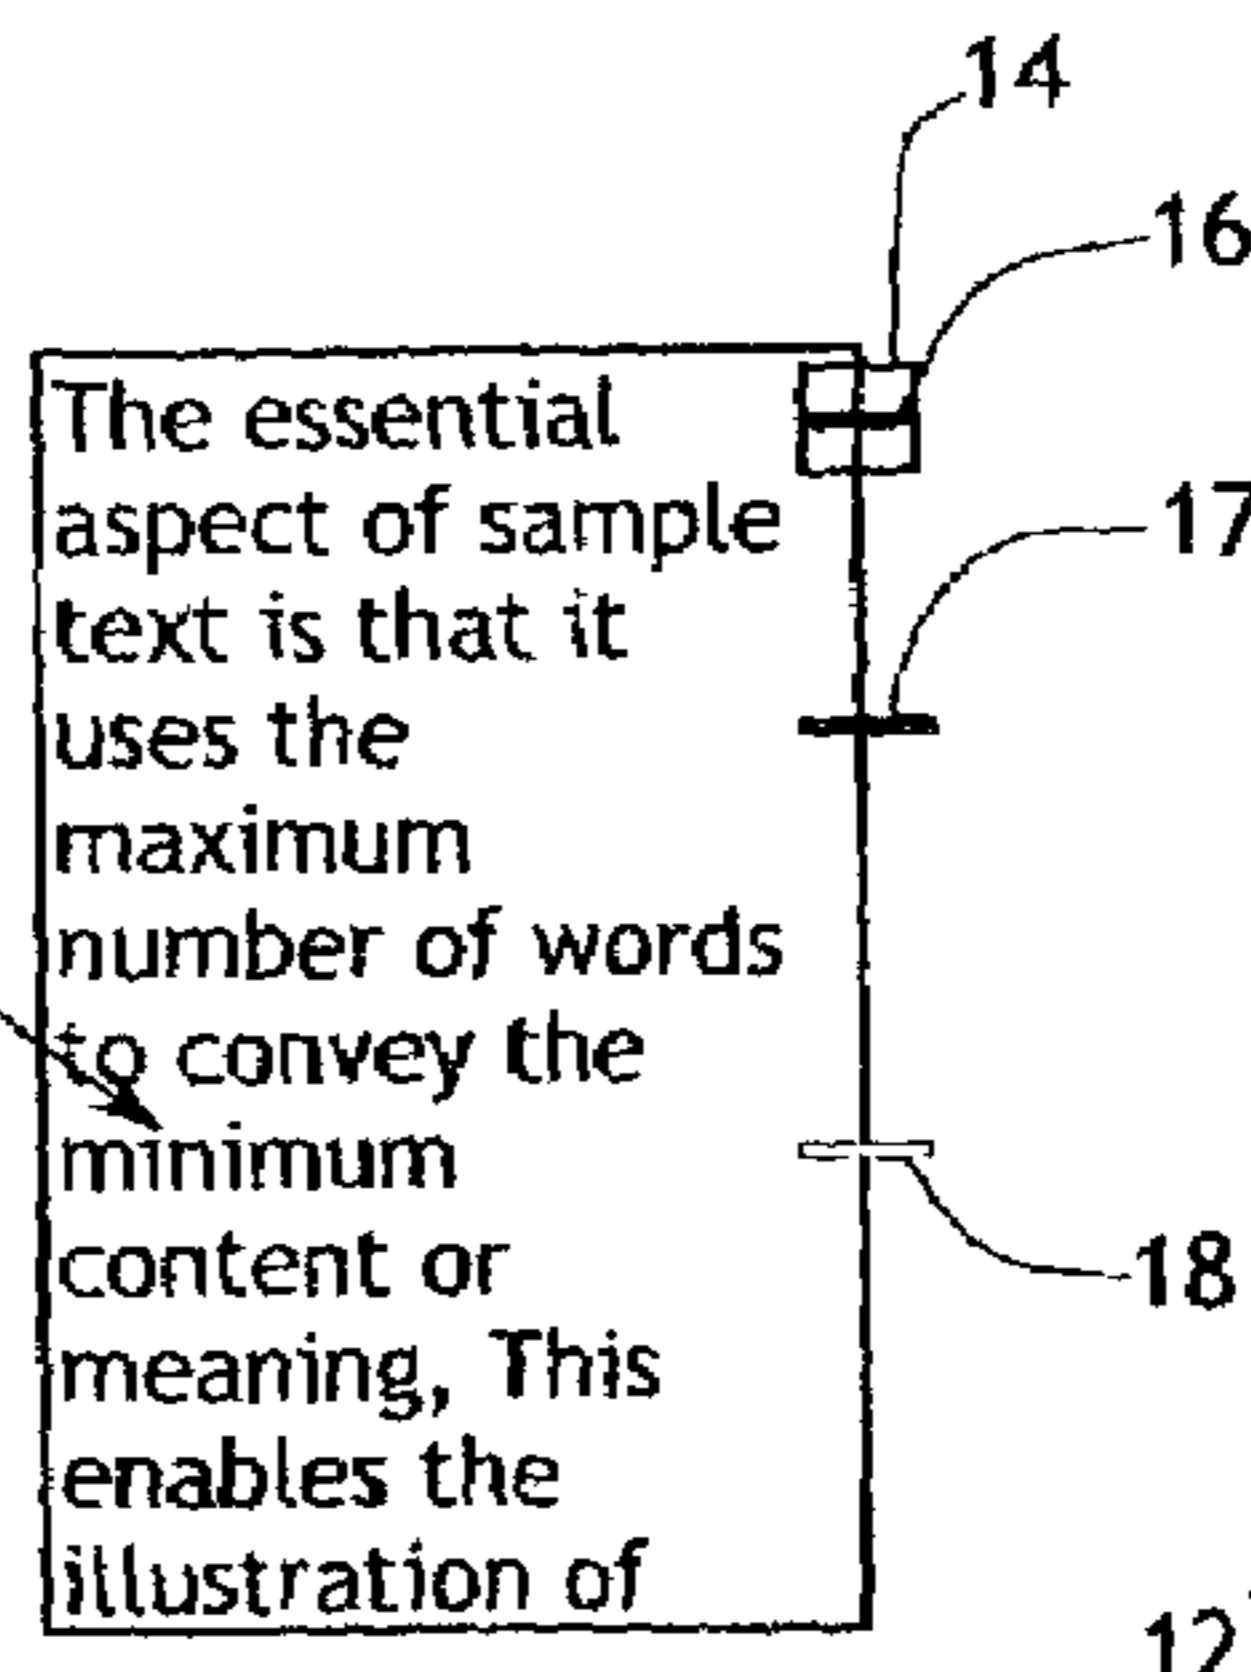 14
16
The essential
aspect of sample
17
text is that it
uses the
maximum
number of words
to convey the
minimum
content or
18
meaning, This
enables the
illustration of
12